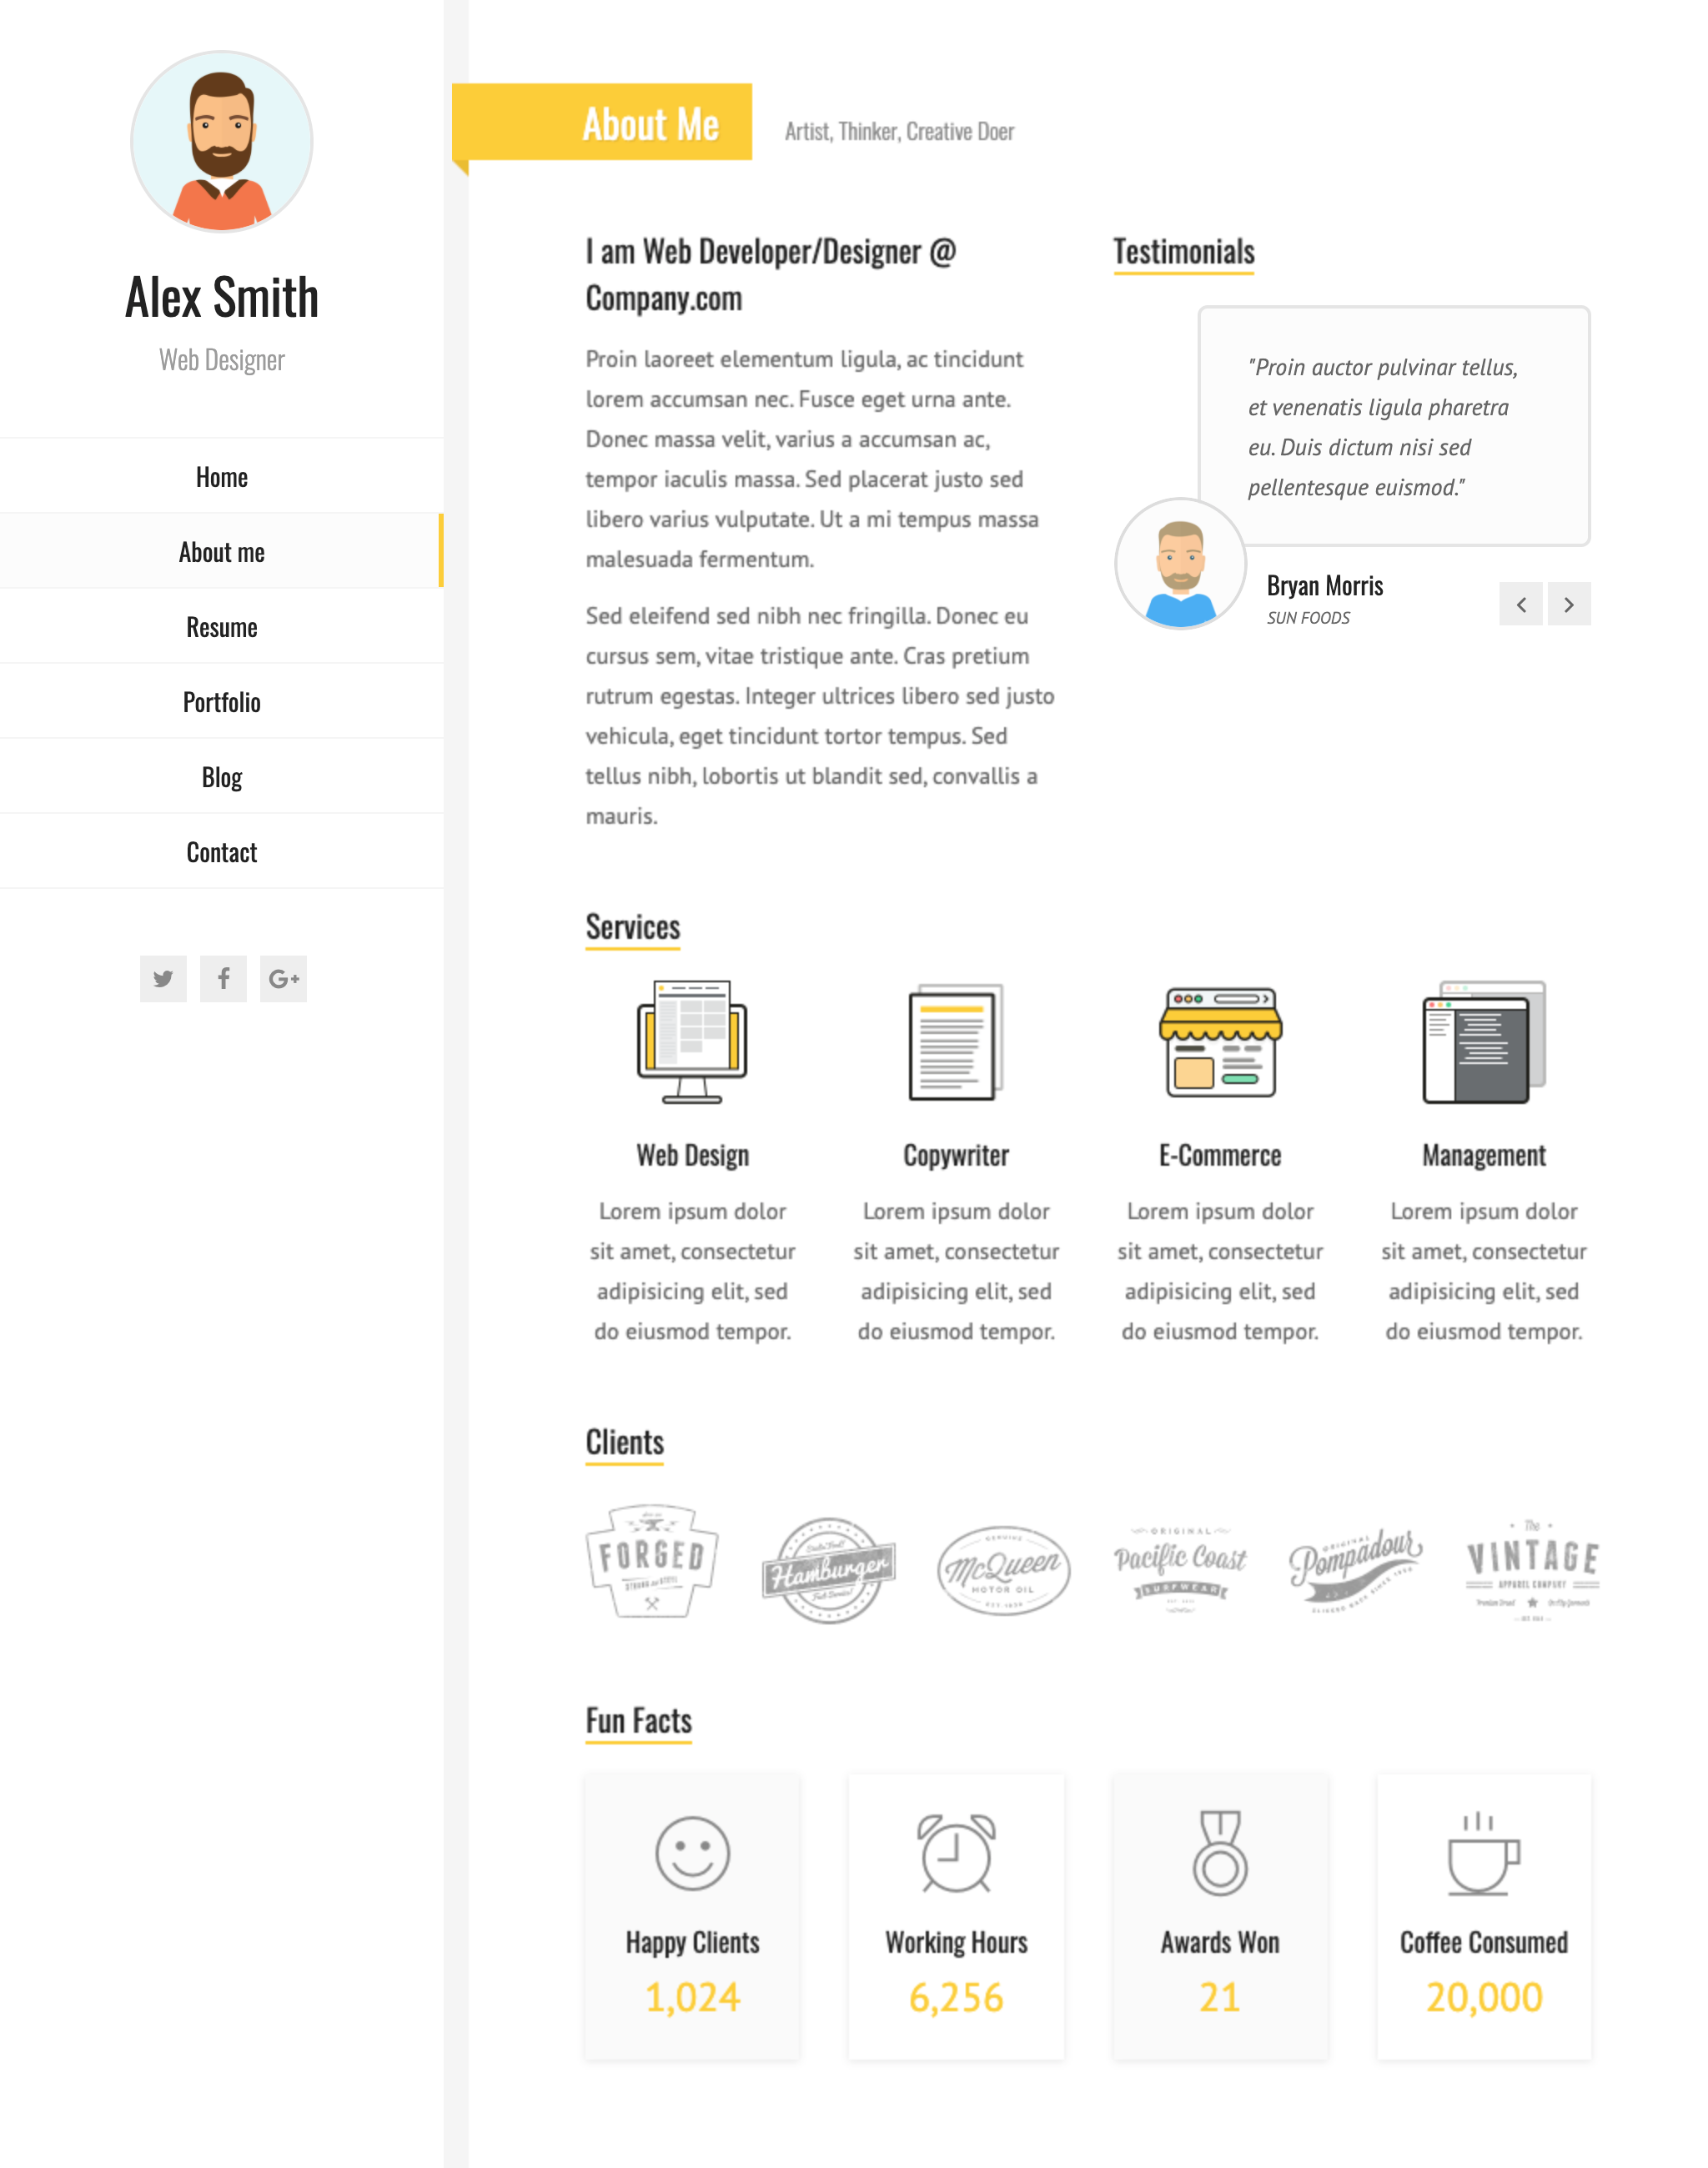 Alex Smith
Web Designer
Home
About me
Resume
Portfolio
Blog
Contact
G+
About Me
Artist, Thinker, Creative Doer
I am Web Developer/Designer @
Company.com
Proin laoreet elementum ligula, ac tincidunt
lorem accumsan nec. Fusce eget urna ante.
Donec massa velit, varius a accumsan ac,
tempor iaculis massa. Sed placerat justo sed
libero varius vulputate. Ut a mi tempus massa
malesuada fermentum.
Sed eleifend sed nibh nec fringilla. Donec eu
cursus sem, vitae tristique ante. Cras pretium
rutrum egestas. Integer ultrices libero sed justo
vehicula, eget tincidunt tortor tempus. Sed
tellus nibh, lobortis ut blandit sed, convallis a
mauris.
Testimonials
"Proin auctor pulvinar tellus,
et venenatis ligula pharetra
eu. Duis dictum nisi sed
pellentesque euismod."
Bryan Morris
SUN FOODS
Services
Web Design
Lorem ipsum dolor
sit amet, consectetur
adipisicing elit, sed
do eiusmod tempor.
Copywriter
Lorem ipsum dolor
sit amet, consectetur
adipisicing elit, sed
do eiusmod tempor.
E-Commerce
Lorem ipsum dolor
sit amet, consectetur
adipisicing elit, sed
do eiusmod tempor.
Management
Lorem ipsum dolor
sit amet, consectetur
adipisicing elit, sed
do eiusmod tempor.
Clients
FORGED
Hamburger
GENUINE
McQueen
MOTOR OIL
ORIGINAL
Pacific Coast
SURFWEAR
ORIGINAL
Pompadour
The
VINTAGE
APPAREL COMPANY
Fun Facts
Happy Clients
1,024
Working Hours
6,256
Awards Won
21
Coffee Consumed
20,000